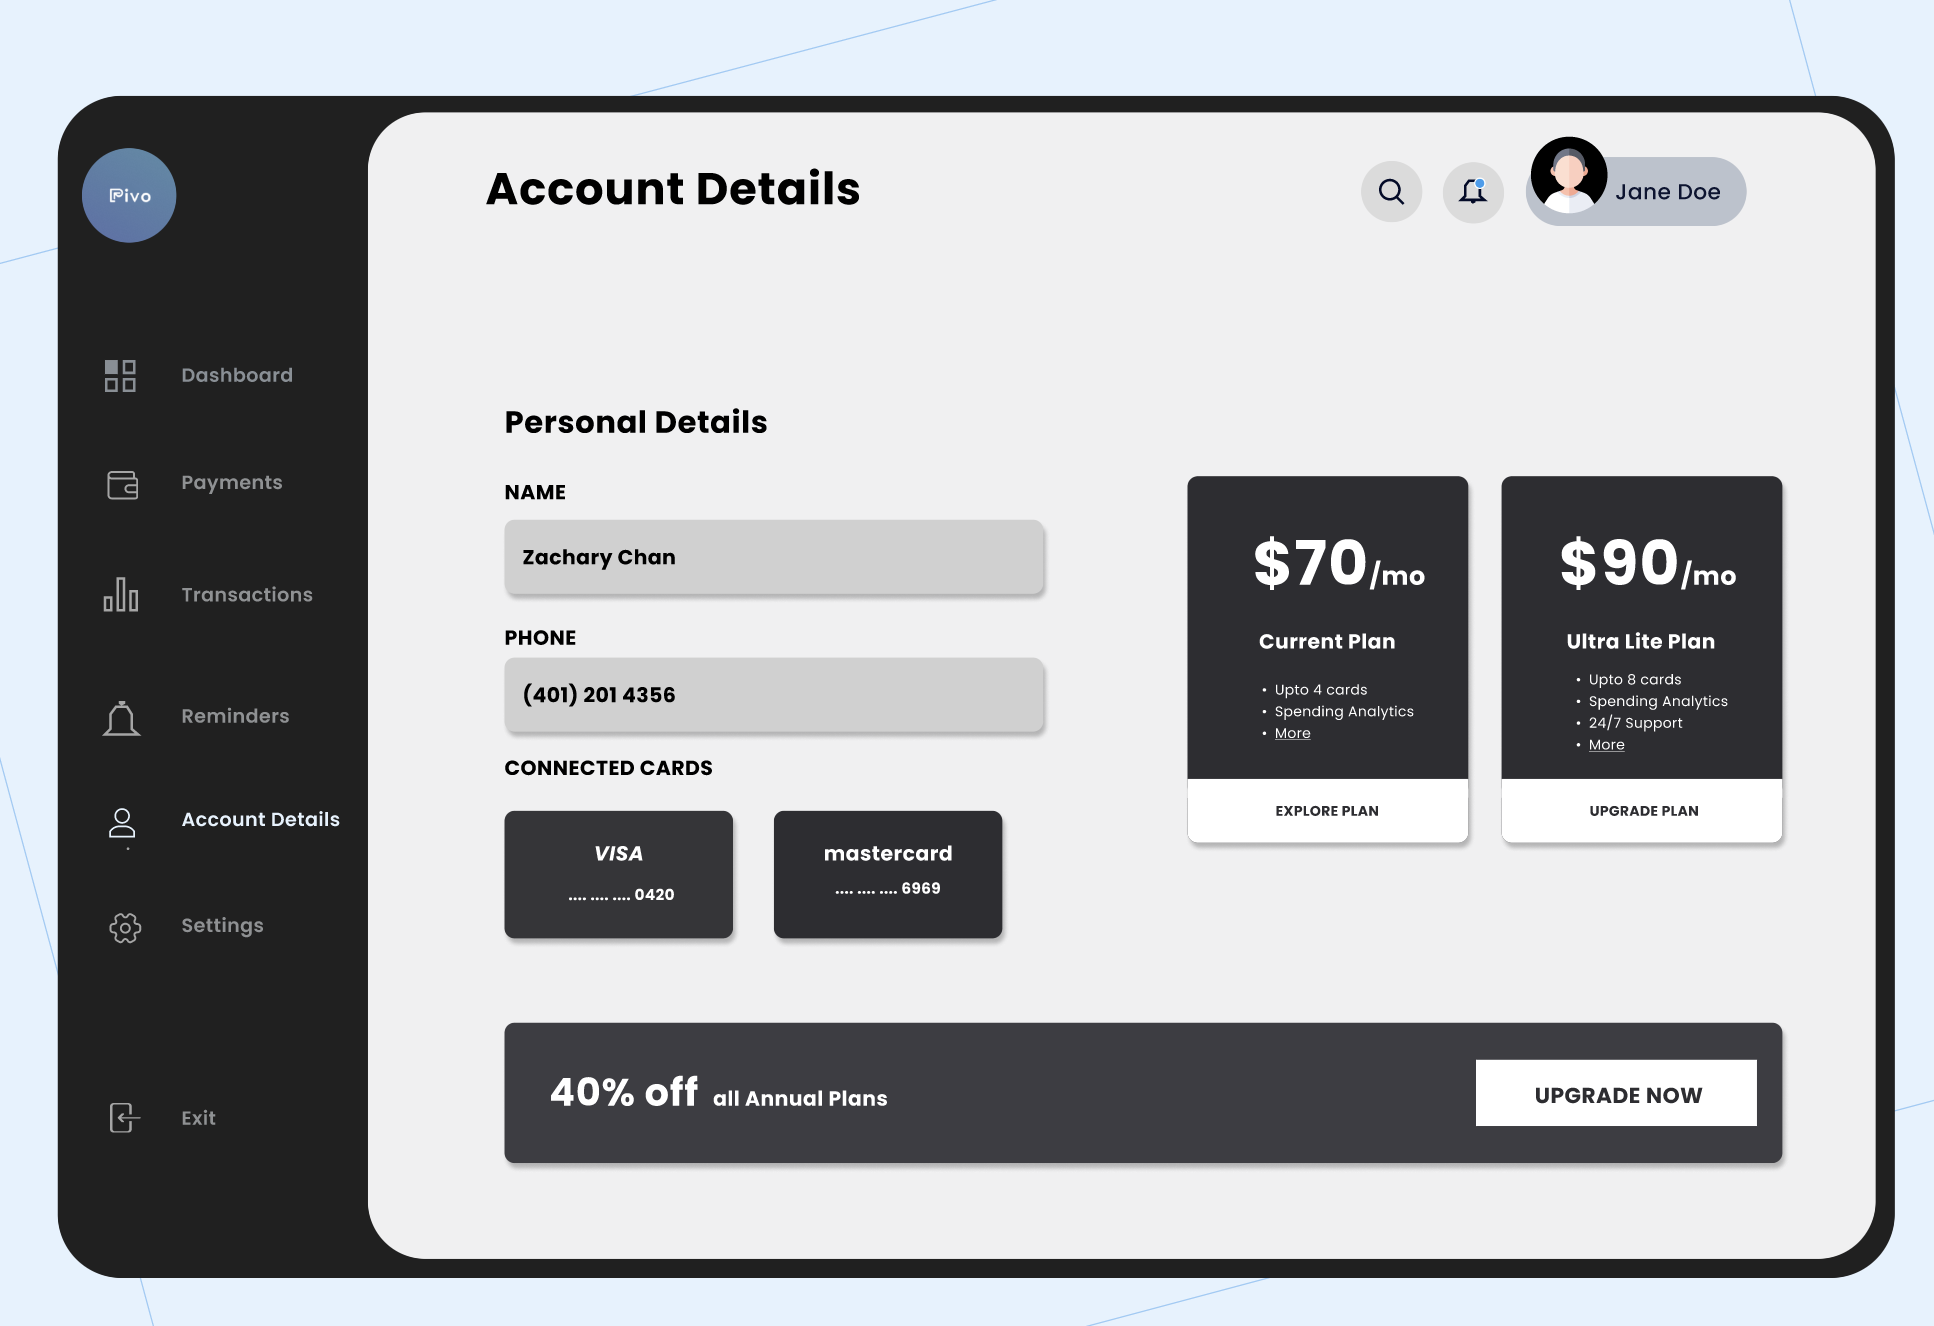 Pivo
Account Details
Jane Doe
Dashboard
Payments
Transactions
Reminders
Account Details
Settings
Exit
Personal Details
NAME
Zachary Chan
PHONE
(401) 201 4356
CONNECTED CARDS
VISA
.... .... .... 0420
mastercard
.... .... .... 6969
$70/mo
Current Plan
• Upto 4 cards
• Spending Analytics
• More
EXPLORE PLAN
$90/mo
Ultra Lite Plan
• Upto 8 cards
• Spending Analytics
• 24/7 Support
• More
UPGRADE PLAN
40% off all Annual Plans
UPGRADE NOW